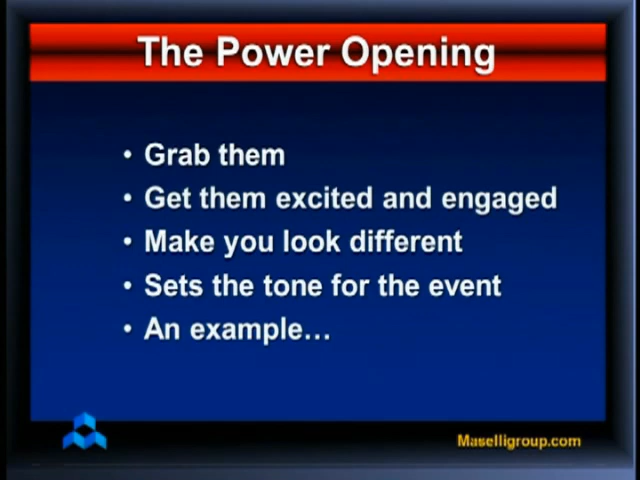 The Power Opening
• Grab them
• Get them excited and engaged
• Make you look different
• Sets the tone for the event
• An example…
Maselligroup.com